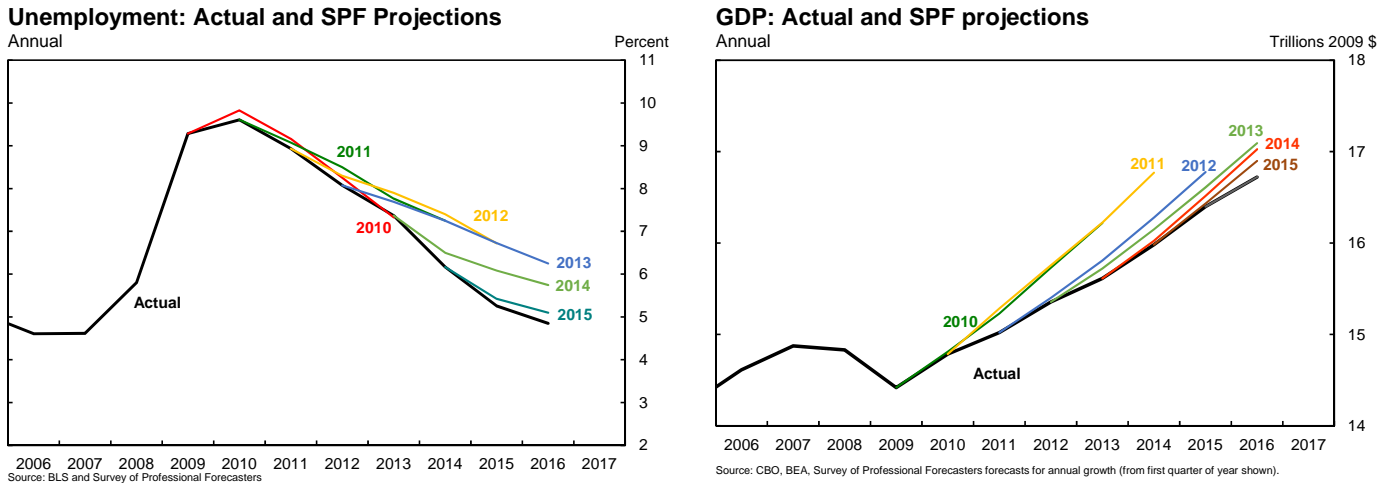 Unemployment: Actual and SPF Projections
Annual
Percent
11
10
9
8
7
6
5
4
3
2
2011
2012
2010
2013
2014
2015
Actual
2006 2007 2008 2009 2010 2011 2012 2013 2014 2015 2016 2017
Source: BLS and Survey of Professional Forecasters
GDP: Actual and SPF projections
Annual
Trillions 2009 $
18
17
16
15
14
2013
2014
2011
2012
2015
2010
Actual
2006 2007 2008 2009 2010 2011 2012 2013 2014 2015 2016 2017
Source: CBO, BEA, Survey of Professional Forecasters forecasts for annual growth (from first quarter of year shown).